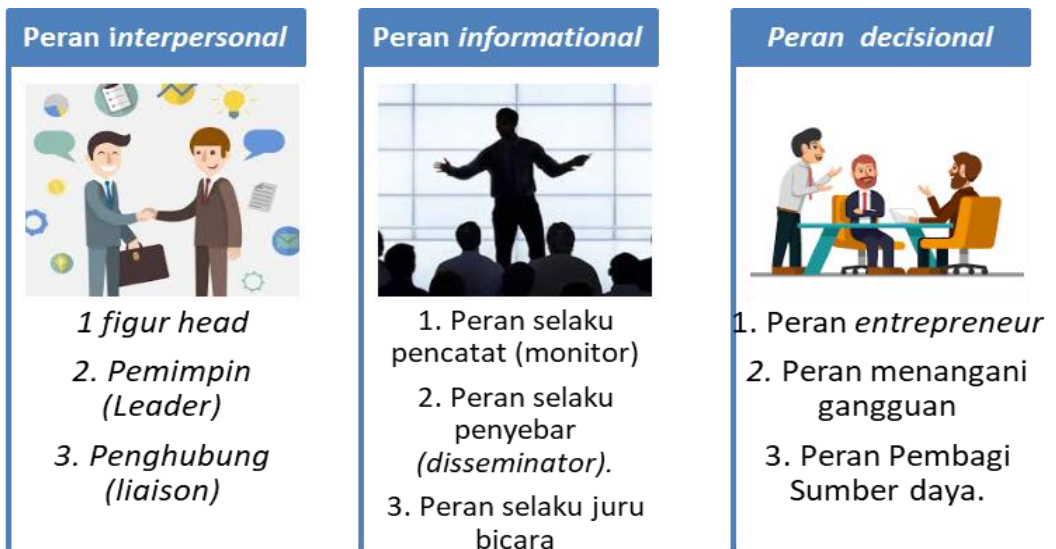 Peran interpersonal
1 figur head
2. Pemimpin
(Leader)
3. Penghubung
(liaison)
Peran informational
1. Peran selaku
pencatat (monitor)
2. Peran selaku
penyebar
(disseminator).
3. Peran selaku juru
bicara
Peran decisional
1. Peran entrepreneur
2. Peran menangani
gangguan
3. Peran Pembagi
Sumber daya.